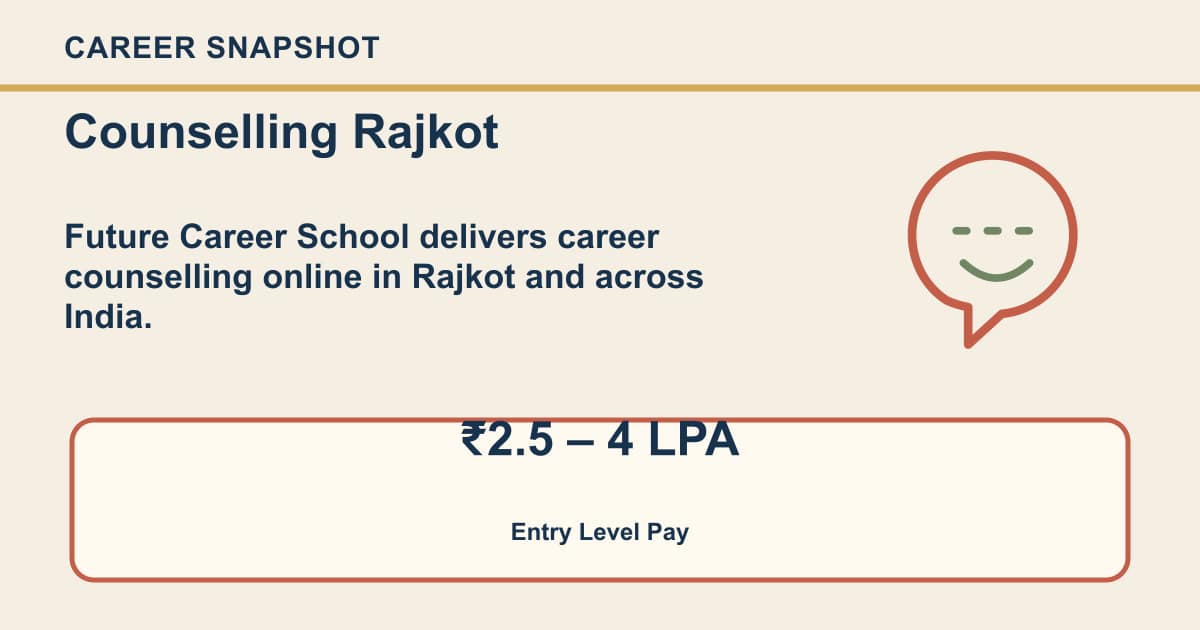 CAREER SNAPSHOT
Counselling Rajkot
Future Career School delivers career
counselling online in Rajkot and across
India.
₹2.5 – 4 LPA
Entry Level Pay